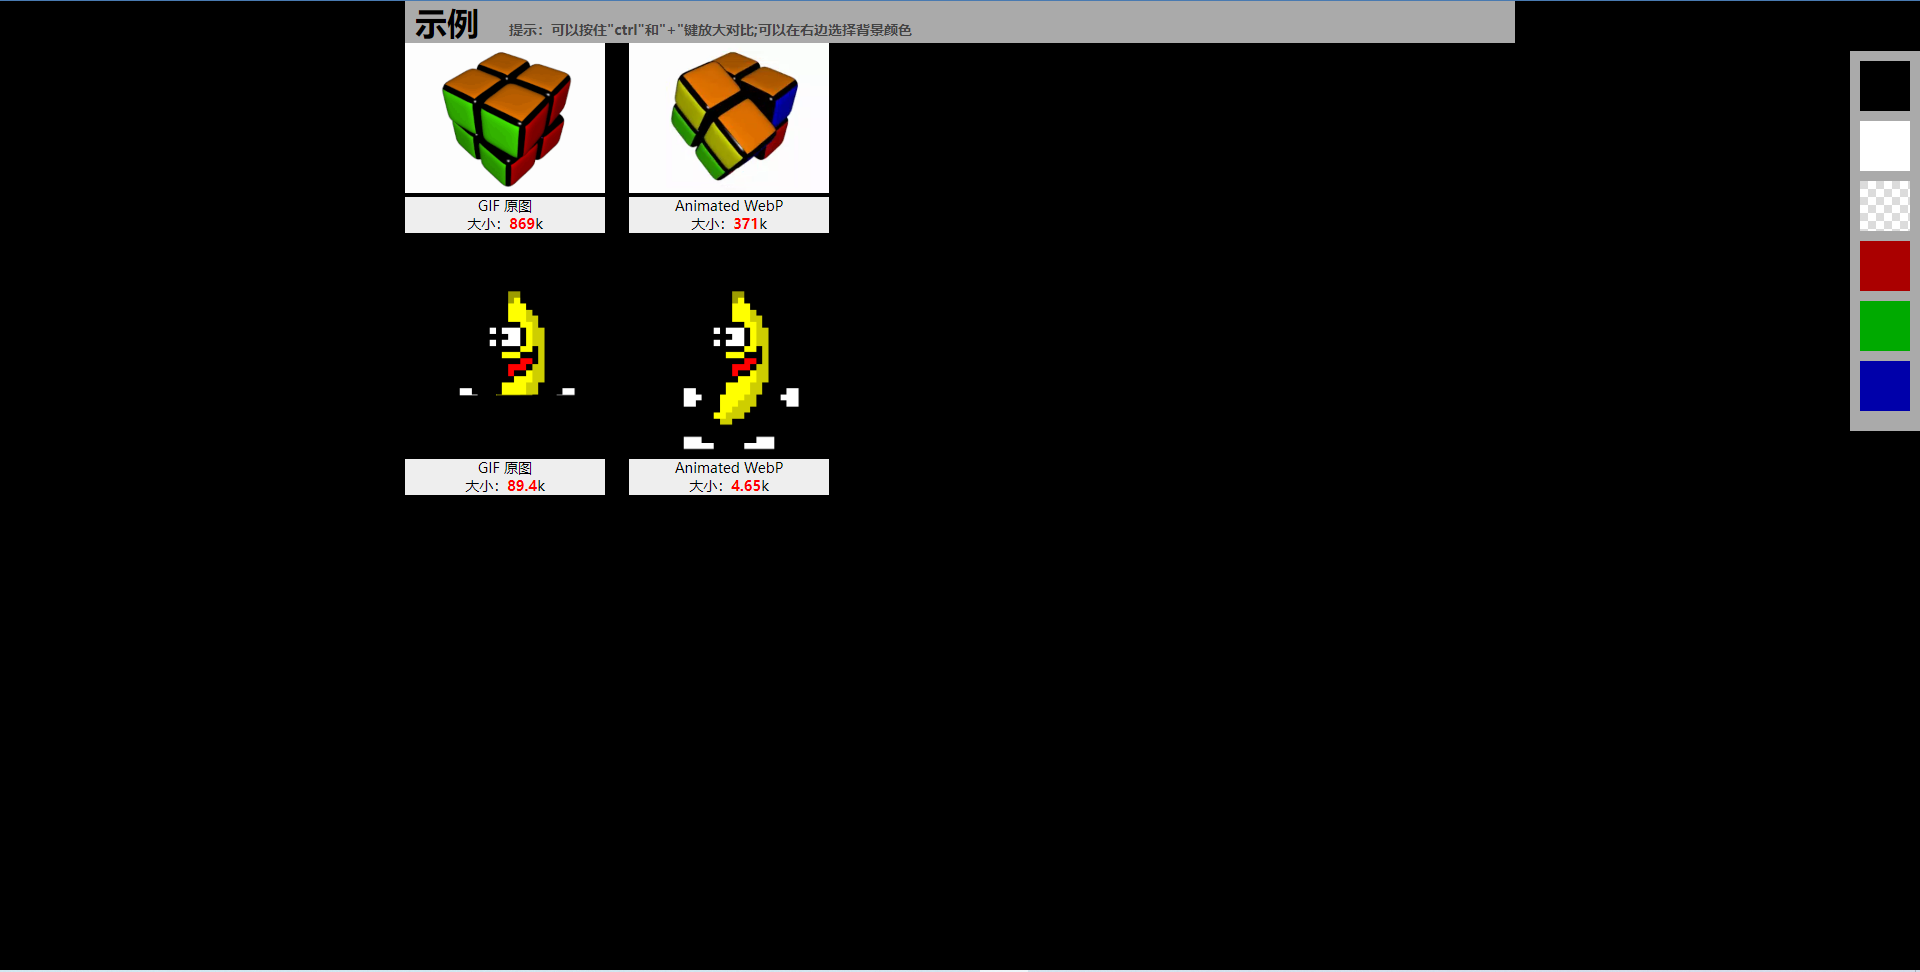 示例 提示：可以按住"ctrl"和"+"键放大对比;可以在右边选择背景颜色
GIF 原图
大小：869k
Animated WebP
大小：371k
GIF 原图
大小：89.4k
Animated WebP
大小：4.65k